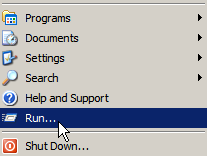 Programs
Documents
Settings
Search
Help and Support
Run...
Shut Down...